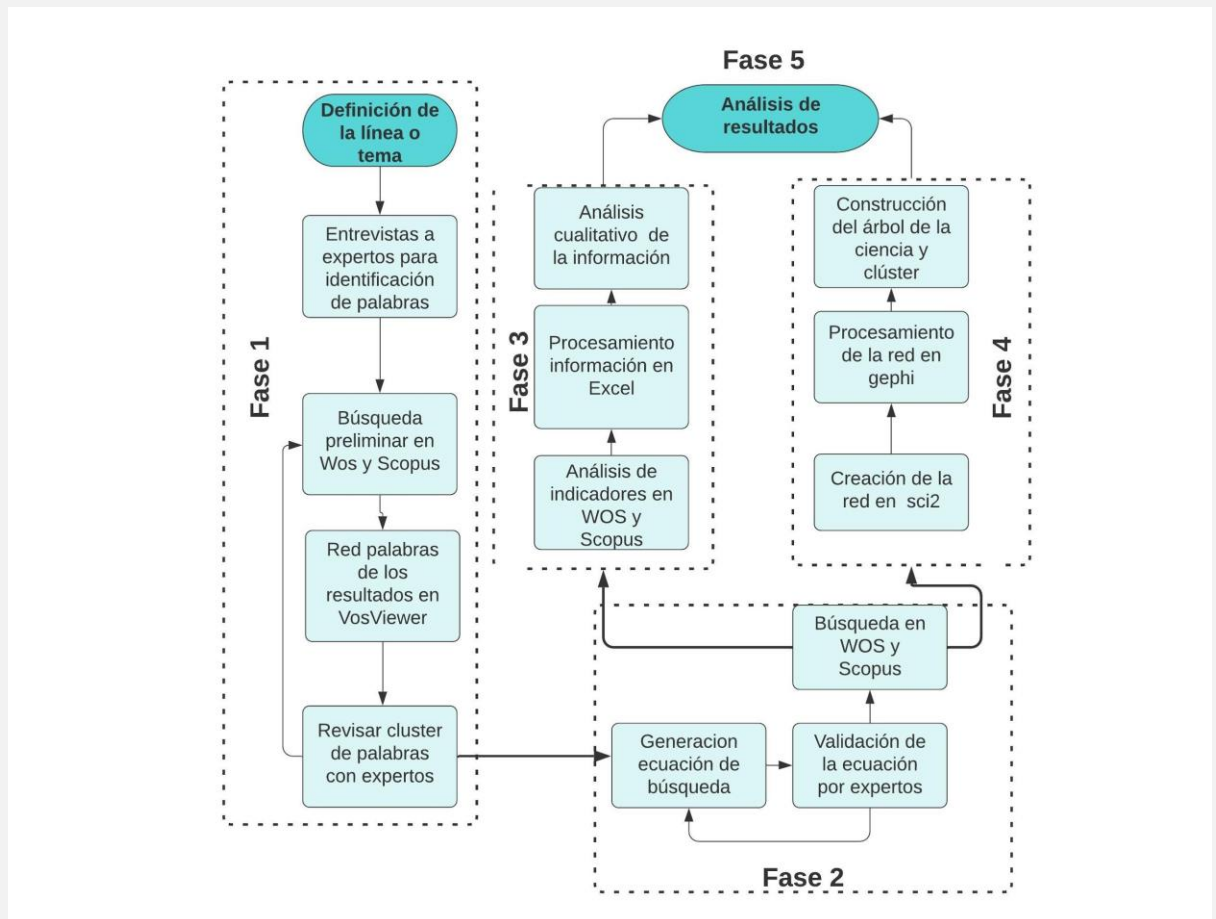 Fase 1
Definición de
la línea o
tema
Entrevistas a
expertos para
identificación
de palabras
Búsqueda
preliminar en
Wos y Scopus
Red palabras
de los
resultados en
VosViewer
Revisar cluster
de palabras
con expertos
Fase 2
Generacion
ecuación de
búsqueda
Validación de
la ecuación
por expertos
Búsqueda en
WOS y
Scopus
Fase 3
Análisis de
indicadores en
WOS y
Scopus
Procesamiento
información en
Excel
Análisis
cualitativo de
la información
Fase 4
Creación de la
red en sci2
Procesamiento
de la red en
gephi
Construcción
del árbol de la
ciencia y
clúster
Fase 5
Análisis de
resultados